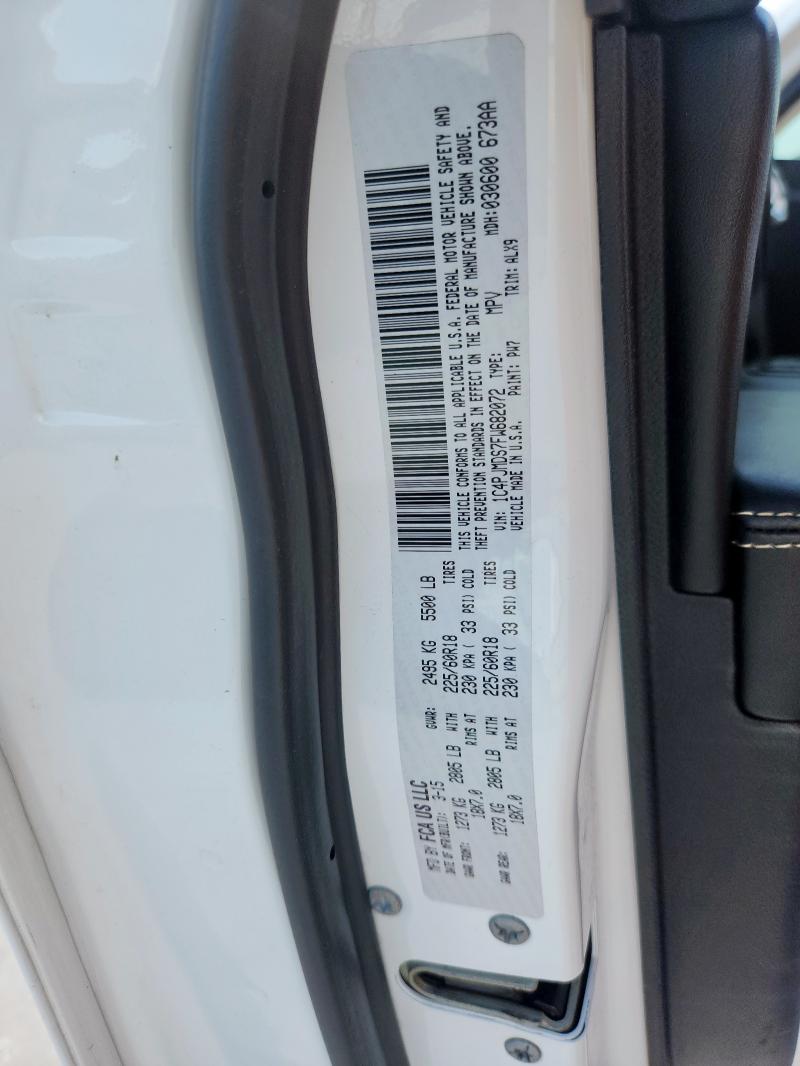 MFD BY FCA US LLC
DATE OF MFR(BUILT): 3-15 GVWR: 2495 KG 5500 LB
GAWR FRONT: 1273 KG 2805 LB WITH 225/60R18 TIRES
18X7.0 RIMS AT 230 KPA ( 33 PSI) COLD
GAWR REAR: 1273 KG 2805 LB WITH 225/60R18 TIRES
18X7.0 RIMS AT 230 KPA ( 33 PSI) COLD
THIS VEHICLE CONFORMS TO ALL APPLICABLE U.S.A. FEDERAL MOTOR VEHICLE SAFETY AND
THEFT PREVENTION STANDARDS IN EFFECT ON THE DATE OF MANUFACTURE SHOWN ABOVE.
VIN: 1C4PJMDS7FW682072 TYPE: MPV MDH:030600 673AA
VEHICLE MADE IN U.S.A. PAINT: PW7 TRIM: ALX9